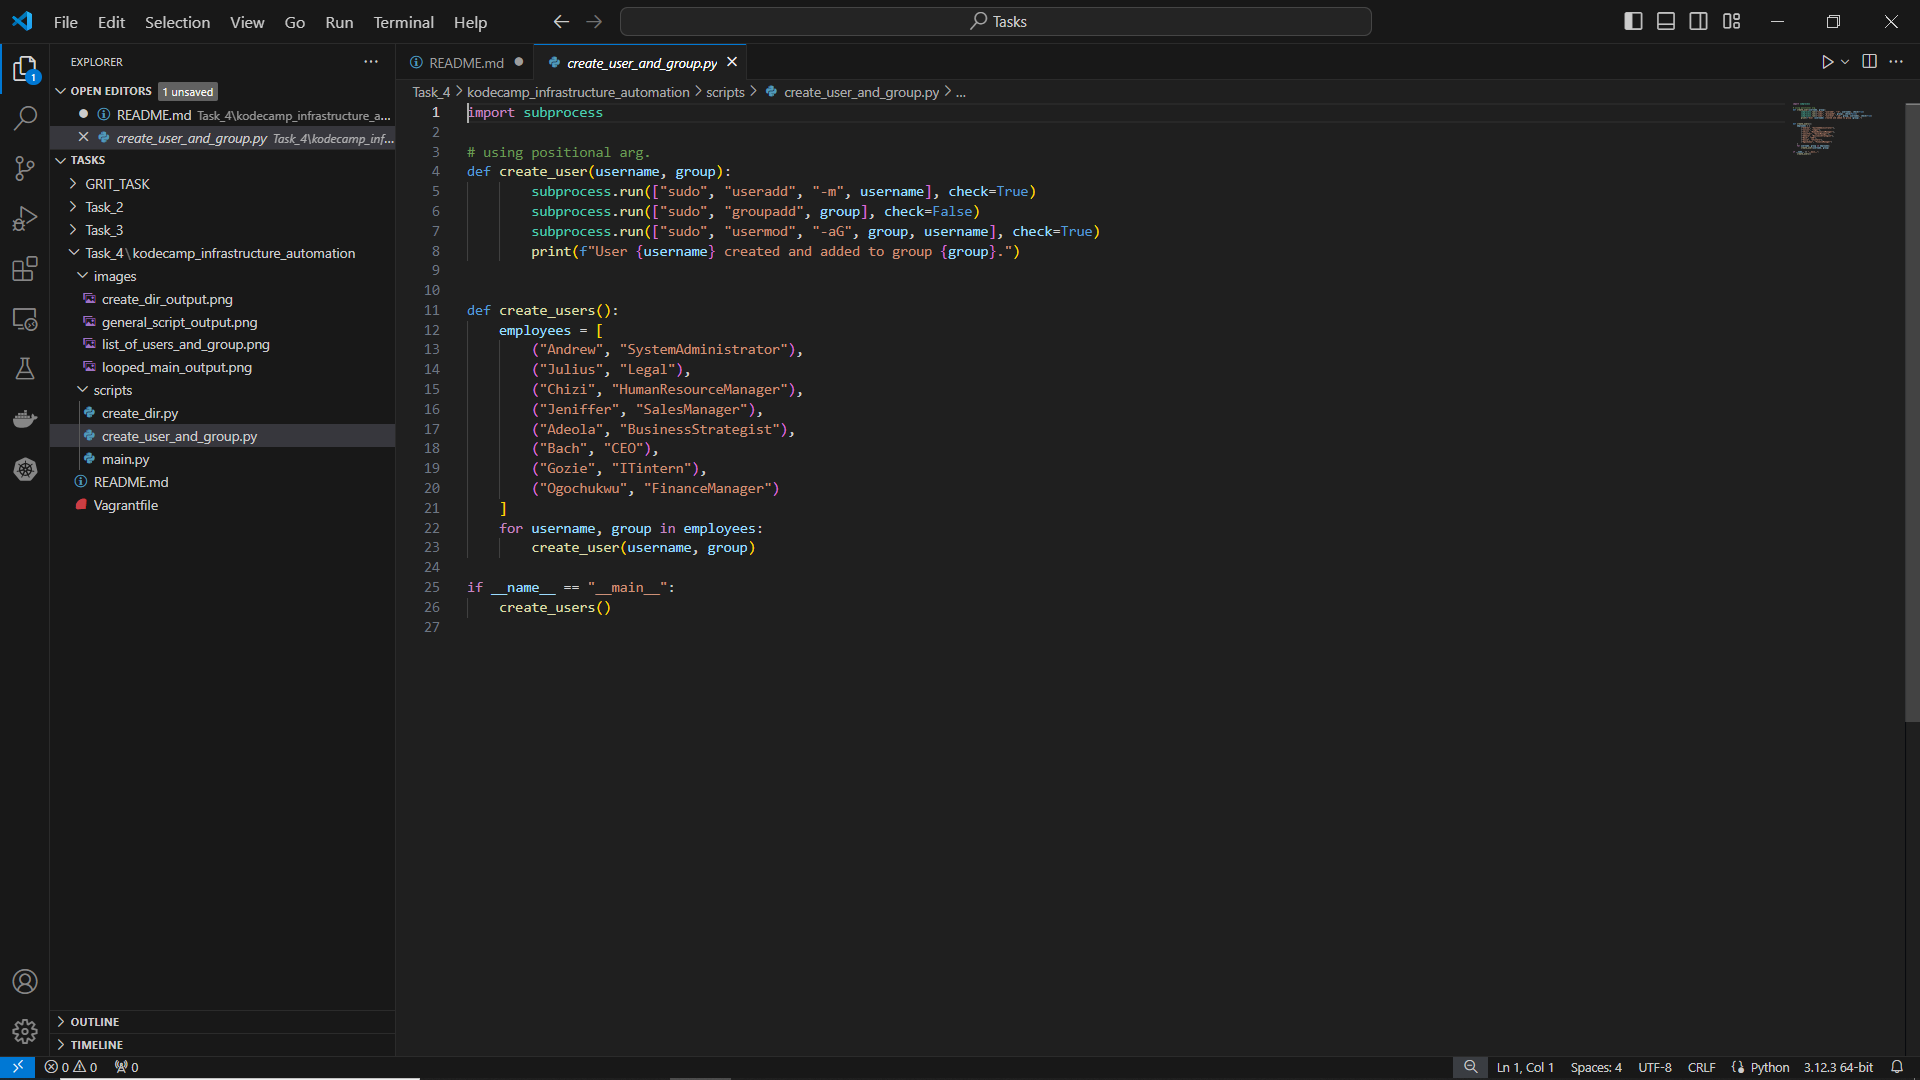 File Edit Selection View Go Run Terminal Help
Tasks
EXPLORER
OPEN EDITORS 1 unsaved
README.md Task_4\kodecamp_infrastructure_a...
create_user_and_group.py Task_4\kodecamp_inf...
TASKS
GRIT_TASK
Task_2
Task_3
Task_4\kodecamp_infrastructure_automation
images
create_dir_output.png
general_script_output.png
list_of_users_and_group.png
looped_main_output.png
scripts
create_dir.py
create_user_and_group.py
main.py
README.md
Vagrantfile
OUTLINE
TIMELINE
1
README.md
create_user_and_group.py
Task_4 > kodecamp_infrastructure_automation > scripts > create_user_and_group.py > ...
1 import subprocess
2
3 # using positional arg.
4 def create_user(username, group):
5         subprocess.run(["sudo", "useradd", "-m", username], check=True)
6         subprocess.run(["sudo", "groupadd", group], check=False)
7         subprocess.run(["sudo", "usermod", "-aG", group, username], check=True)
8         print(f"User {username} created and added to group {group}.")
9
10
11 def create_users():
12     employees = [
13         ("Andrew", "SystemAdministrator"),
14         ("Julius", "Legal"),
15         ("Chizi", "HumanResourceManager"),
16         ("Jeniffer", "SalesManager"),
17         ("Adeola", "BusinessStrategist"),
18         ("Bach", "CEO"),
19         ("Gozie", "ITintern"),
20         ("Ogochukwu", "FinanceManager")
21     ]
22     for username, group in employees:
23         create_user(username, group)
24
25 if __name__ == "__main__":
26     create_users()
27
0 0 0
Ln 1, Col 1 Spaces: 4 UTF-8 CRLF Python 3.12.3 64-bit